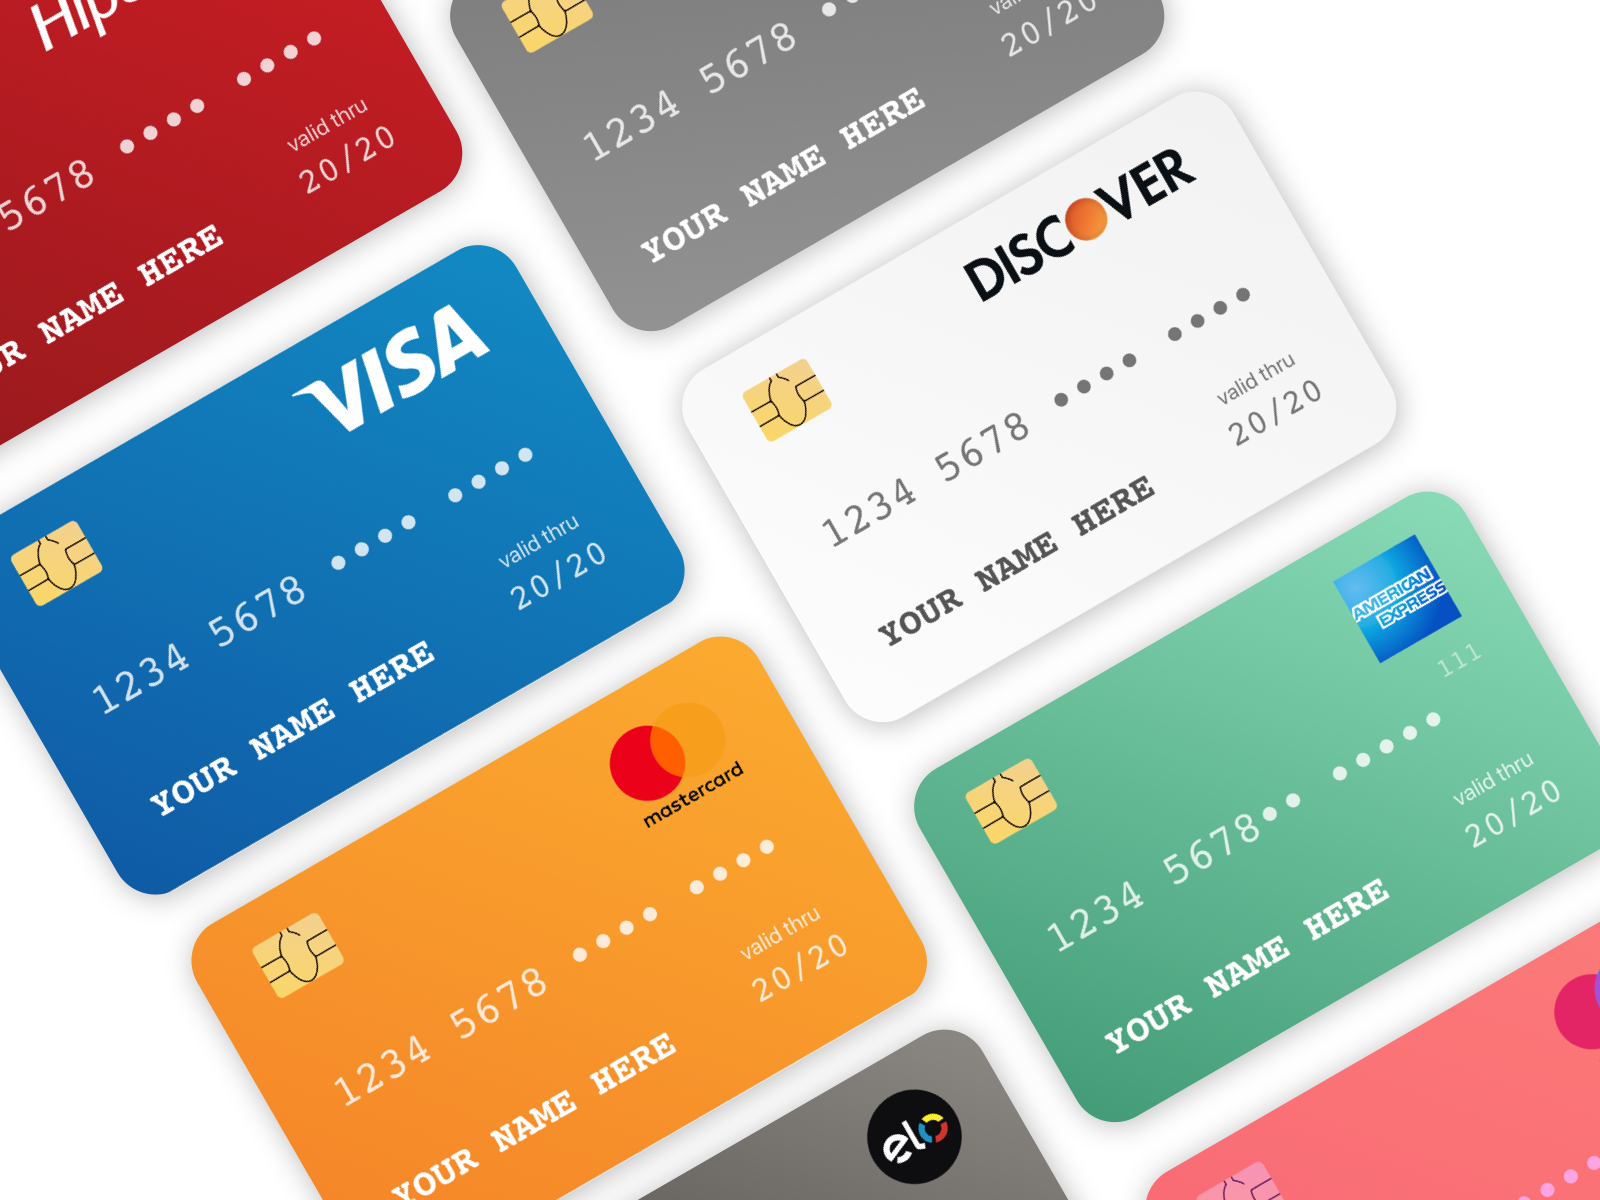 5678 •••• ••••
valid thru
20/20
NAME HERE
1234 5678
20/20
YOUR NAME HERE
VISA
1234 5678 •••• ••••
valid thru
20/20
YOUR NAME HERE
DISCOVER
1234 5678 •••• ••••
valid thru
20/20
YOUR NAME HERE
mastercard
1234 5678 •••• ••••
valid thru
20/20
YOUR NAME HERE
AMERICAN
EXPRESS
111
1234 5678•• •••••
valid thru
20/20
YOUR NAME HERE
elo